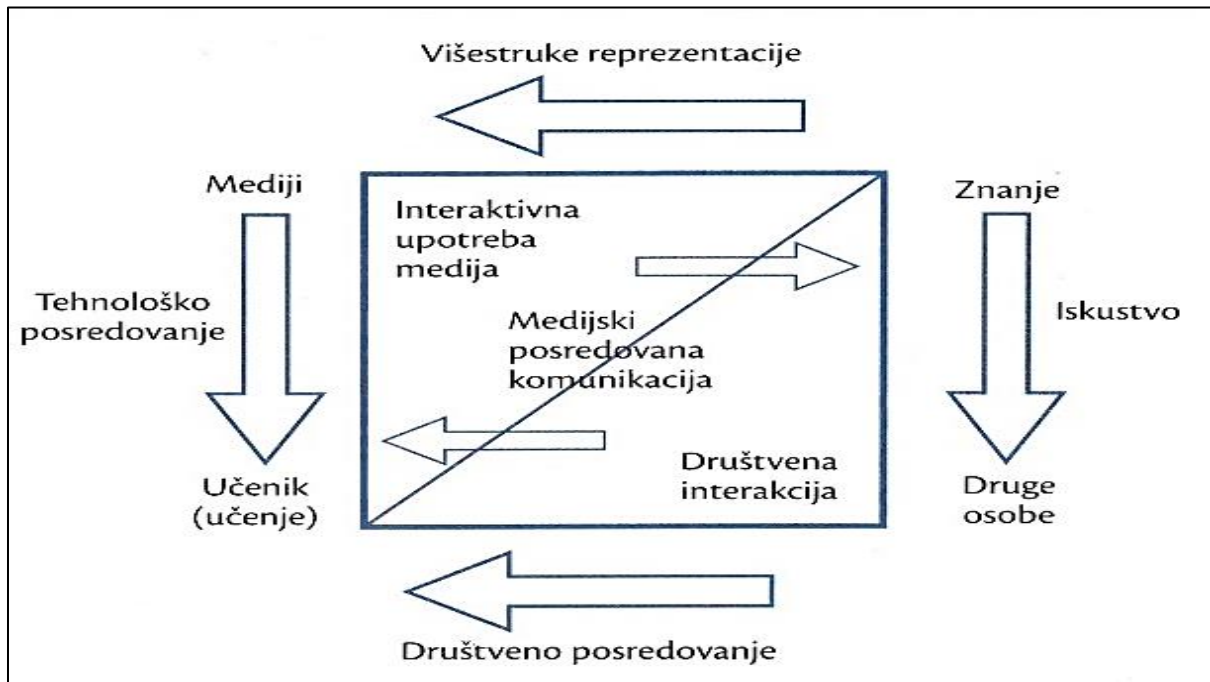 Višestruke reprezentacije
Mediji
Znanje
Interaktivna
upotreba
medija
Tehnološko
posredovanje
Iskustvo
Medijski
posredovana
komunikacija
Učenik
(učenje)
Društvena
interakcija
Druge
osobe
Društveno posredovanje